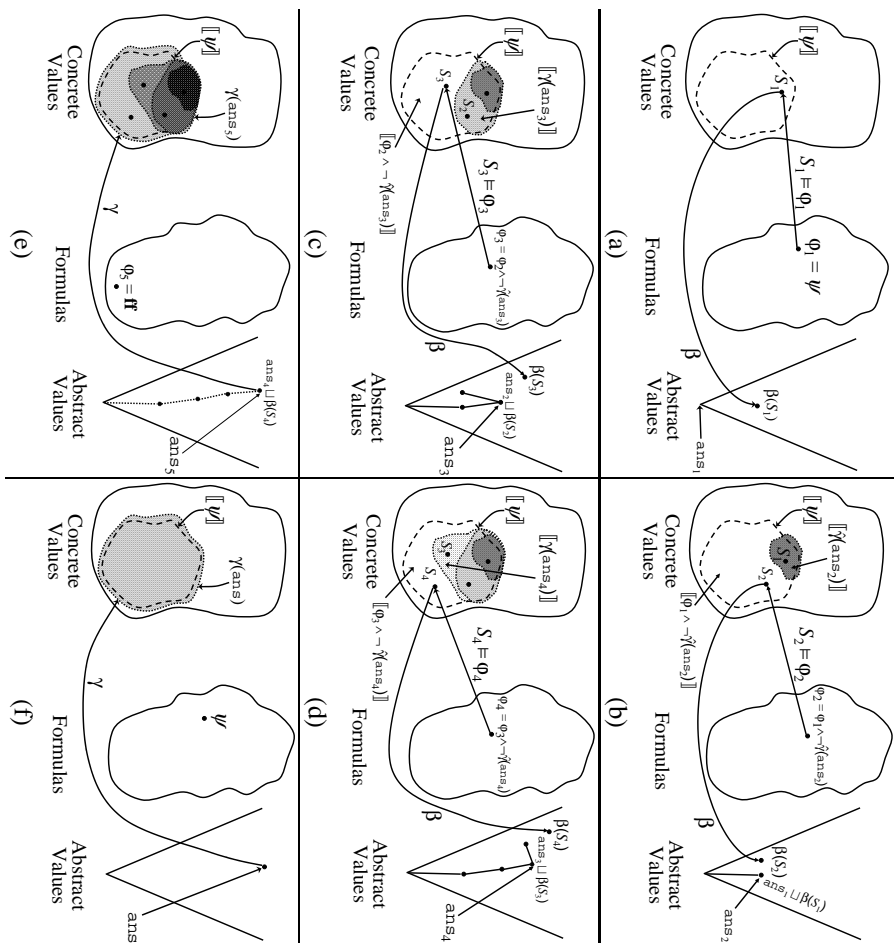 ⟦ψ⟧
S₁
S₁ ⊨ φ₁
φ₁ = ψ
β
β(S₁)
ans₁
Concrete Values
Formulas
Abstract Values
(a)
⟦ψ⟧
⟦γ̂(ans₂)⟧
S₁
S₂
S₂ ⊨ φ₂
φ₂ = φ₁ ∧ ¬γ̂(ans₂)
⟦φ₁ ∧ ¬γ̂(ans₂)⟧
β
β(S₂)
ans₁ ⊔ β(S₁)
ans₂
Concrete Values
Formulas
Abstract Values
(b)
⟦ψ⟧
⟦γ̂(ans₃)⟧
S₂
S₃
S₃ ⊨ φ₃
φ₃ = φ₂ ∧ ¬γ̂(ans₃)
⟦φ₂ ∧ ¬ γ̂(ans₃)⟧
β
β(S₃)
ans₂ ⊔ β(S₂)
ans₃
Concrete Values
Formulas
Abstract Values
(c)
⟦ψ⟧
⟦γ̂(ans₄)⟧
S₃
S₄
S₄ ⊨ φ₄
φ₄ = φ₃ ∧ ¬γ̂(ans₄)
⟦φ₃ ∧ ¬ γ̂(ans₄)⟧
β
β(S₄)
ans₃ ⊔ β(S₃)
ans₄
Concrete Values
Formulas
Abstract Values
(d)
⟦ψ⟧
γ(ans₅)
γ
φ₅ = ff
ans₄ ⊔ β(S₄)
ans₅
Concrete Values
Formulas
Abstract Values
(e)
⟦ψ⟧
γ(ans)
γ
ψ
ans
Concrete Values
Formulas
Abstract Values
(f)